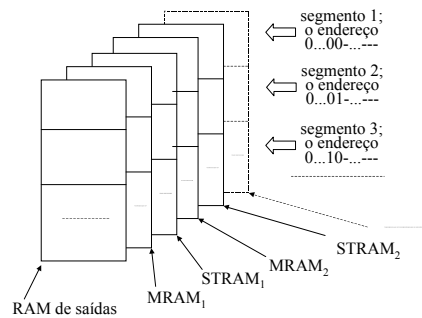 segmento 1;
o endereço
0...00-...---
segmento 2;
o endereço
0...01-...---
segmento 3;
o endereço
0...10-...---
STRAM2
MRAM2
STRAM1
MRAM1
RAM de saídas